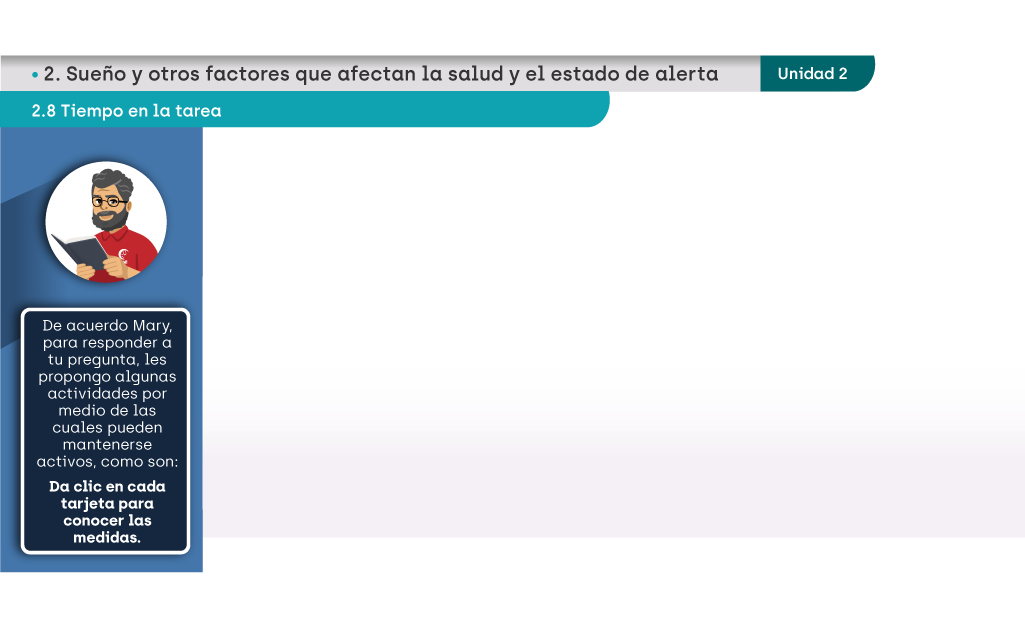 • 2. Sueño y otros factores que afectan la salud y el estado de alerta
Unidad 2
2.8 Tiempo en la tarea
De acuerdo Mary,
para responder a
tu pregunta, les
propongo algunas
actividades por
medio de las
cuales pueden
mantenerse
activos, como son:
Da clic en cada
tarjeta para
conocer las
medidas.